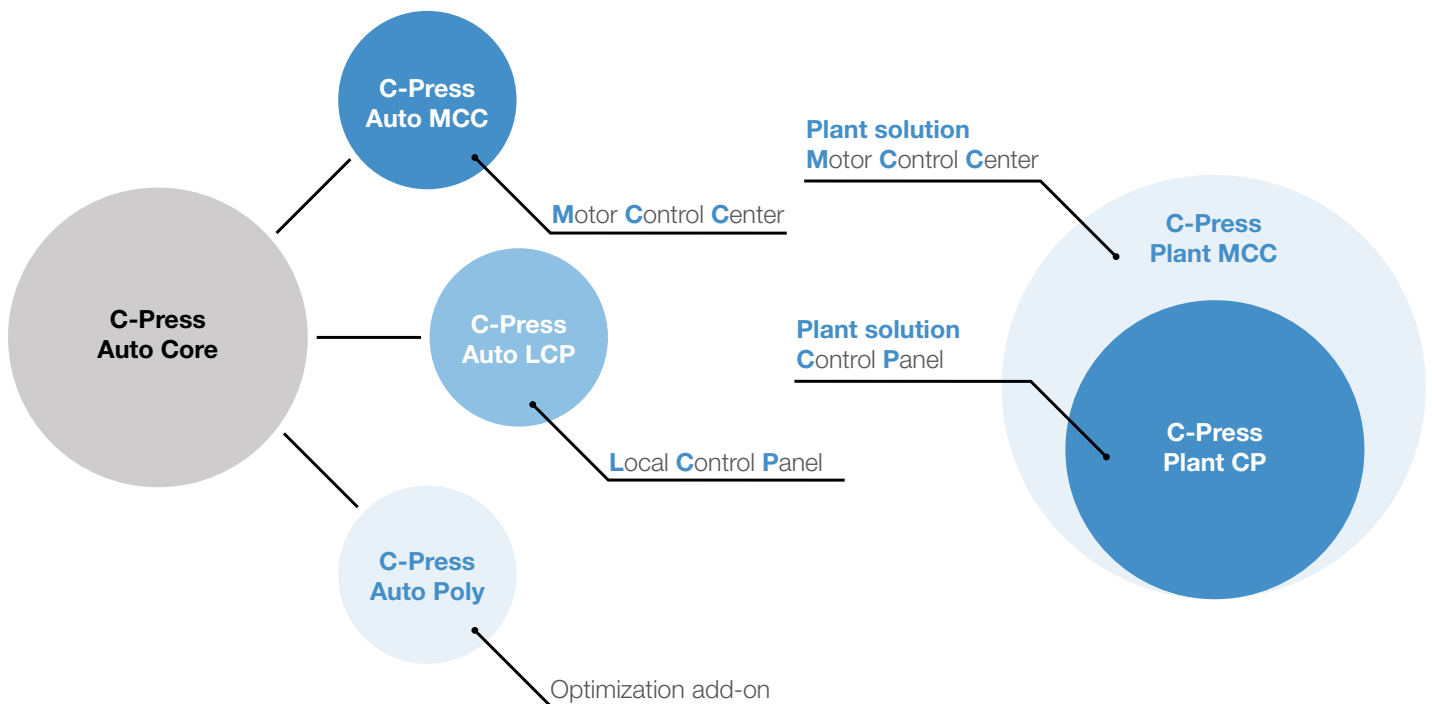 C-Press
Auto MCC
Motor Control Center
C-Press
Auto Core
C-Press
Auto LCP
Local Control Panel
C-Press
Auto Poly
Optimization add-on
Plant solution
Motor Control Center
C-Press
Plant MCC
Plant solution
Control Panel
C-Press
Plant CP